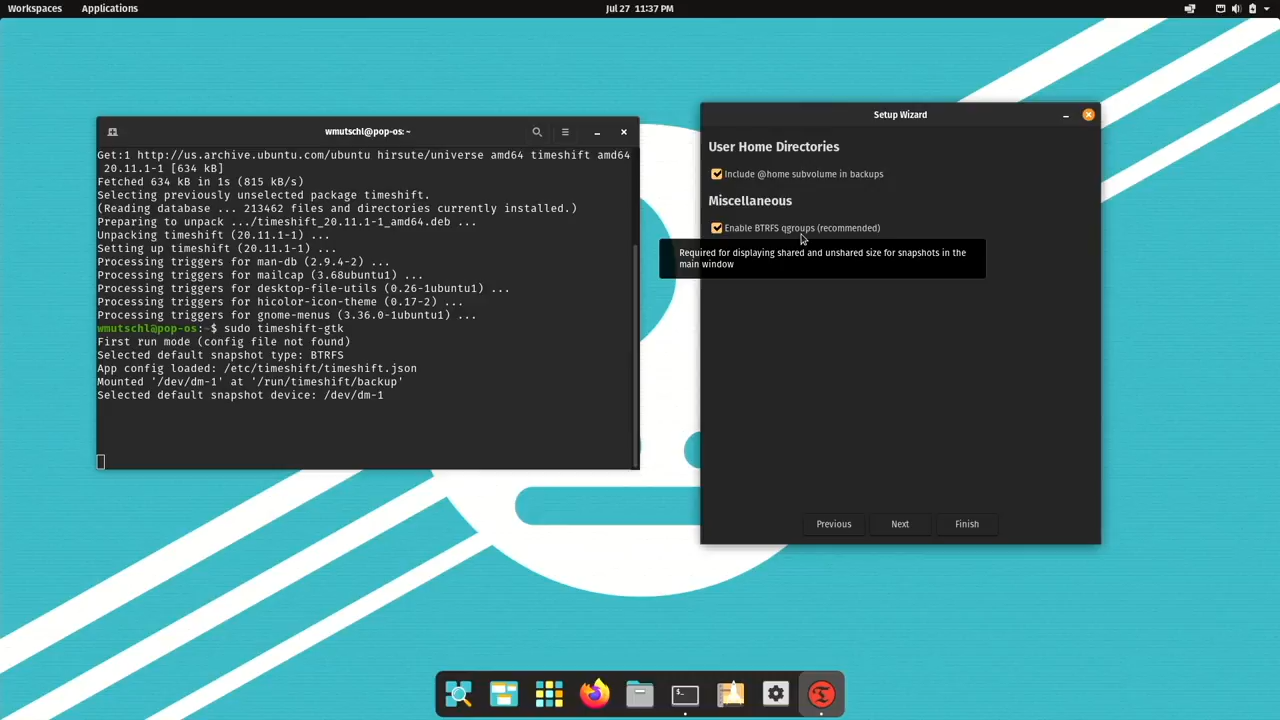 Workspaces Applications Jul 27 11:37 PM
wmutschl@pop-os: ~
Get:1 http://us.archive.ubuntu.com/ubuntu hirsute/universe amd64 timeshift amd64
20.11.1-1 [634 kB]
Fetched 634 kB in 1s (815 kB/s)
Selecting previously unselected package timeshift.
(Reading database ... 213462 files and directories currently installed.)
Preparing to unpack .../timeshift_20.11.1-1_amd64.deb ...
Unpacking timeshift (20.11.1-1) ...
Setting up timeshift (20.11.1-1) ...
Processing triggers for man-db (2.9.4-2) ...
Processing triggers for mailcap (3.68ubuntu1) ...
Processing triggers for desktop-file-utils (0.26-1ubuntu1) ...
Processing triggers for hicolor-icon-theme (0.17-2) ...
Processing triggers for gnome-menus (3.36.0-1ubuntu1) ...
wmutschl@pop-os:~$ sudo timeshift-gtk
First run mode (config file not found)
Selected default snapshot type: BTRFS
App config loaded: /etc/timeshift/timeshift.json
Mounted '/dev/dm-1' at '/run/timeshift/backup'
Selected default snapshot device: /dev/dm-1
Setup Wizard
User Home Directories
Include @home subvolume in backups
Miscellaneous
Enable BTRFS qgroups (recommended)
Required for displaying shared and unshared size for snapshots in the
main window
Previous Next Finish